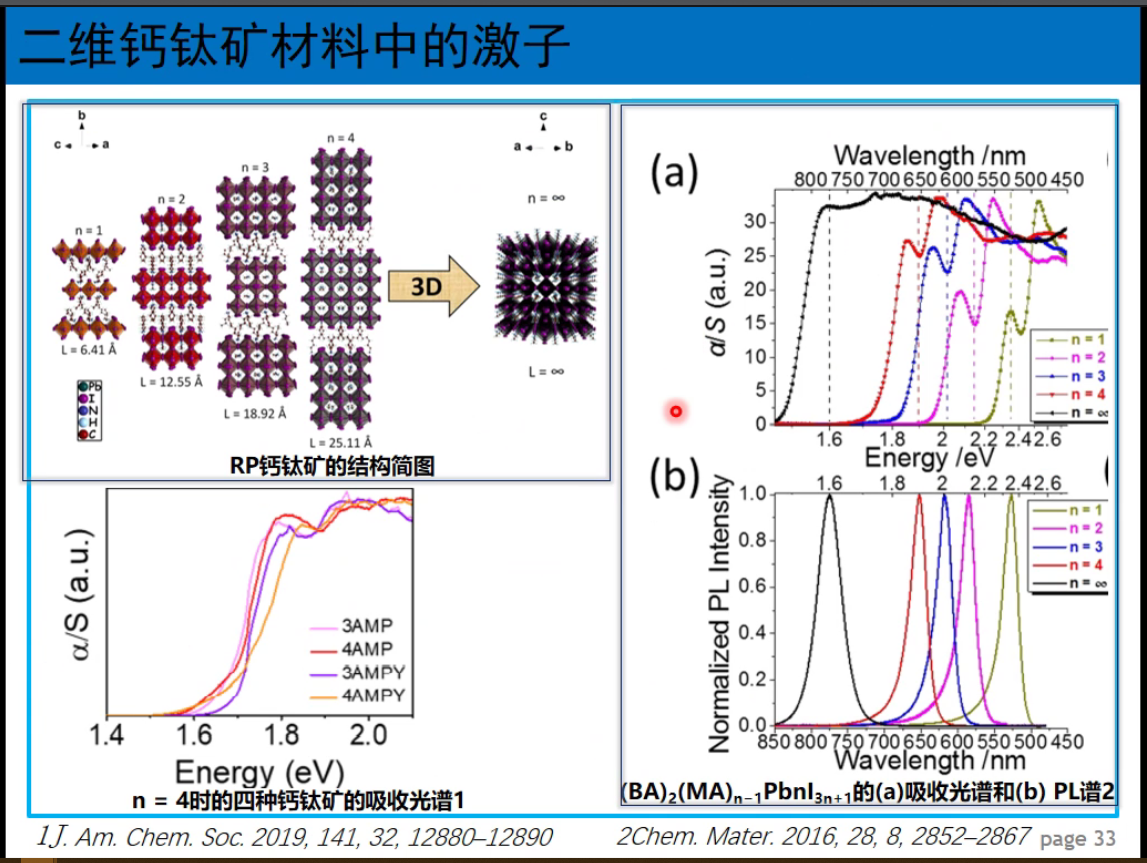 二维钙钛矿材料中的激子
b
c a
n = 1
n = 2
n = 3
n = 4
L = 6.41 Å
L = 12.55 Å
L = 18.92 Å
L = 25.11 Å
Pb
I
N
H
C
3D
c
a b
n = ∞
L = ∞
RP钙钛矿的结构简图
α/S (a.u.)
3AMP
4AMP
3AMPY
4AMPY
1.4 1.6 1.8 2.0
Energy (eV)
n = 4时的四种钙钛矿的吸收光谱1
(a)
Wavelength /nm
800 750 700 650 600 550 500 450
α/S (a.u.)
30
25
20
15
10
5
0
n = 1
n = 2
n = 3
n = 4
n = ∞
1.6 1.8 2 2.2 2.4 2.6
Energy /eV
(b)
1.6 1.8 2 2.2 2.4 2.6
Normalized PL Intensity
1.0
0.8
0.6
0.4
0.2
0.0
n = 1
n = 2
n = 3
n = 4
n = ∞
850 800 750 700 650 600 550 500 450
Wavelength /nm
(BA)₂(MA)ₙ₋₁PbnI₃ₙ₊₁的(a)吸收光谱和(b) PL谱2
1J. Am. Chem. Soc. 2019, 141, 32, 12880–12890
2Chem. Mater. 2016, 28, 8, 2852–2867
page 33